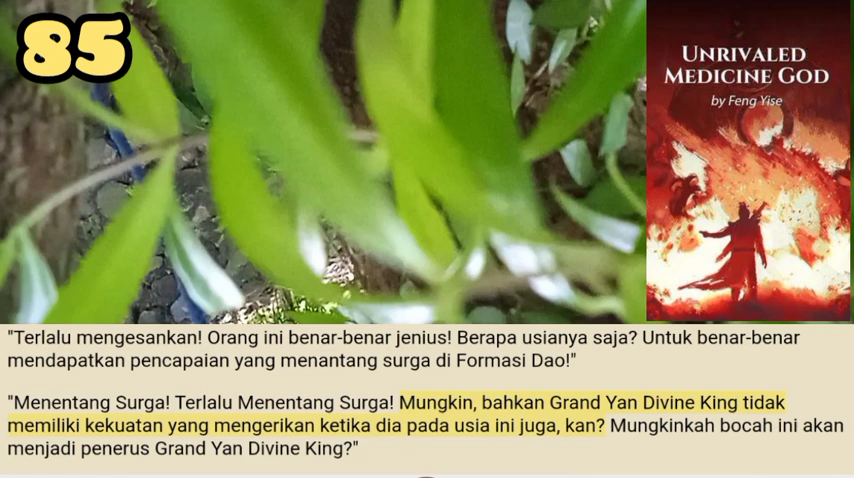 85
UNRIVALED
MEDICINE GOD
by Feng Yise
"Terlalu mengesankan! Orang ini benar-benar jenius! Berapa usianya saja? Untuk benar-benar
mendapatkan pencapaian yang menantang surga di Formasi Dao!"
"Menentang Surga! Terlalu Menentang Surga! Mungkin, bahkan Grand Yan Divine King tidak
memiliki kekuatan yang mengerikan ketika dia pada usia ini juga, kan? Mungkinkah bocah ini akan
menjadi penerus Grand Yan Divine King?"